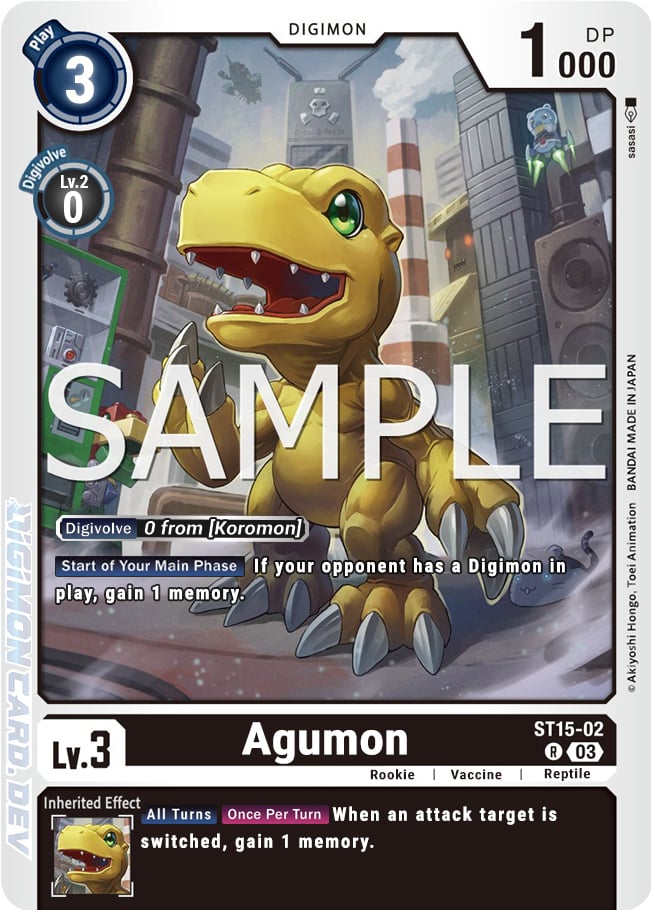 Play
3
DIGIMON
1000
DP
Digivolve
Lv.2
0
sasasi
SAMPLE
Digivolve 0 from [Koromon]
Start of Your Main Phase If your opponent has a Digimon in
play, gain 1 memory.
© Akiyoshi Hongo, Toei Animation BANDAI MADE IN JAPAN
DIGIMONCARD.DEV
Lv.3
Agumon
ST15-02
R 03
Rookie | Vaccine | Reptile
Inherited Effect
All Turns Once Per Turn When an attack target is
switched, gain 1 memory.